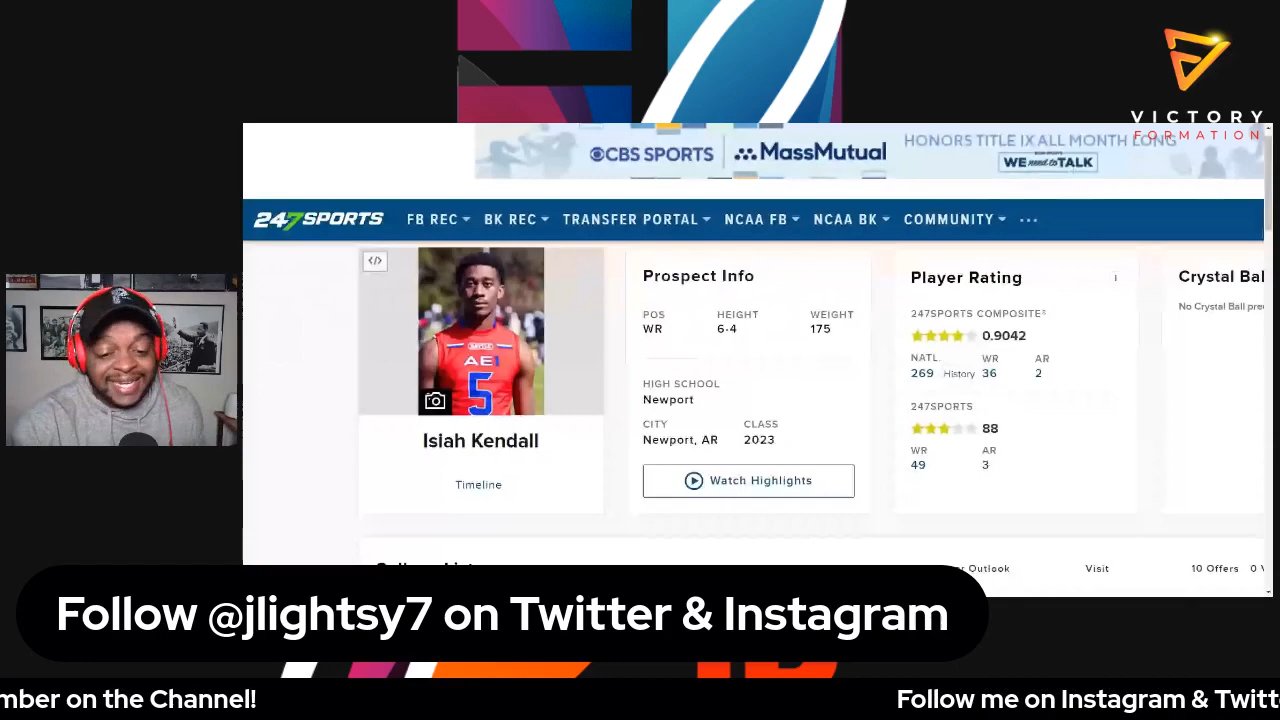 VICTORY
FORMATION
CBS SPORTS
MassMutual
HONORS TITLE IX ALL MONTH LONG
WE need to TALK
247SPORTS
FB REC BK REC TRANSFER PORTAL NCAA FB NCAA BK COMMUNITY ...
</>
AEI
5
Isiah Kendall
Timeline
Prospect Info
POS HEIGHT WEIGHT
WR 6-4 175
HIGH SCHOOL
Newport
CITY CLASS
Newport, AR 2023
Watch Highlights
Player Rating
247SPORTS COMPOSITE®
0.9042
NATL. WR AR
269 History 36 2
247SPORTS
88
WR AR
49 3
Crystal Bal
No Crystal Ball pre
Outlook Visit 10 Offers 0 V
Follow @jlightsy7 on Twitter & Instagram
mber on the Channel! Follow me on Instagram & Twitt